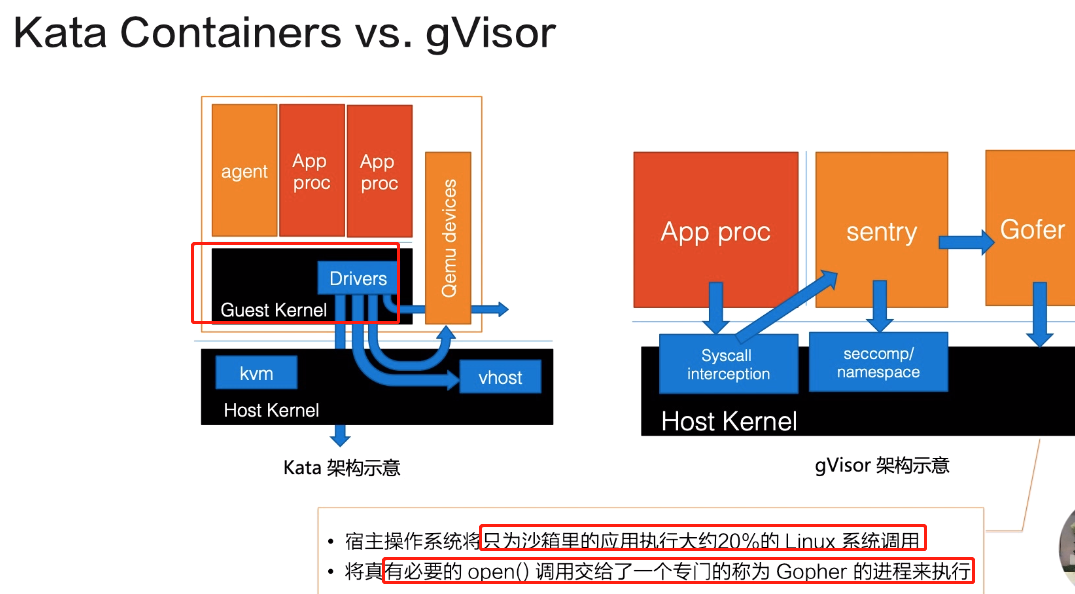 Kata Containers vs. gVisor
agent
App
proc
App
proc
Qemu devices
Drivers
Guest Kernel
kvm
vhost
Host Kernel
Kata 架构示意
App proc
sentry
Gofer
Syscall
interception
seccomp/
namespace
Host Kernel
gVisor 架构示意
• 宿主操作系统将只为沙箱里的应用执行大约20%的 Linux 系统调用
• 将真有必要的 open() 调用交给了一个专门的称为 Gopher 的进程来执行